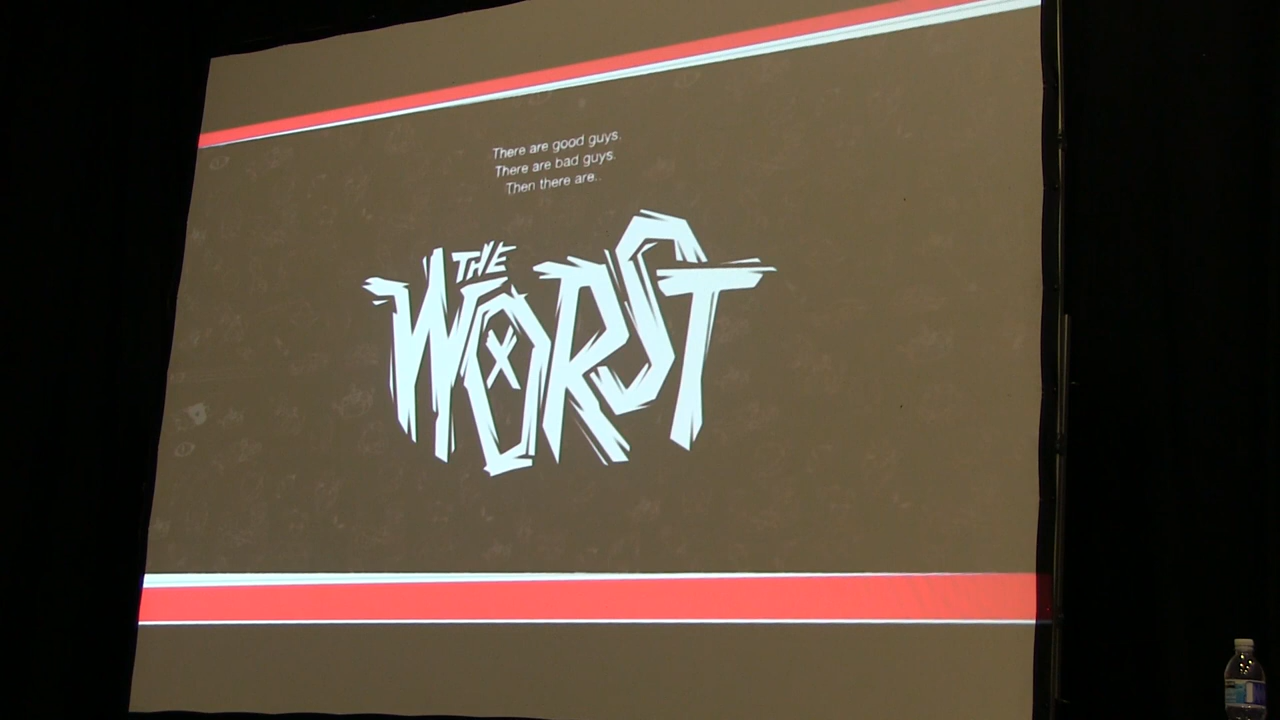 There are good guys.
There are bad guys.
Then there are..
THE
WORST